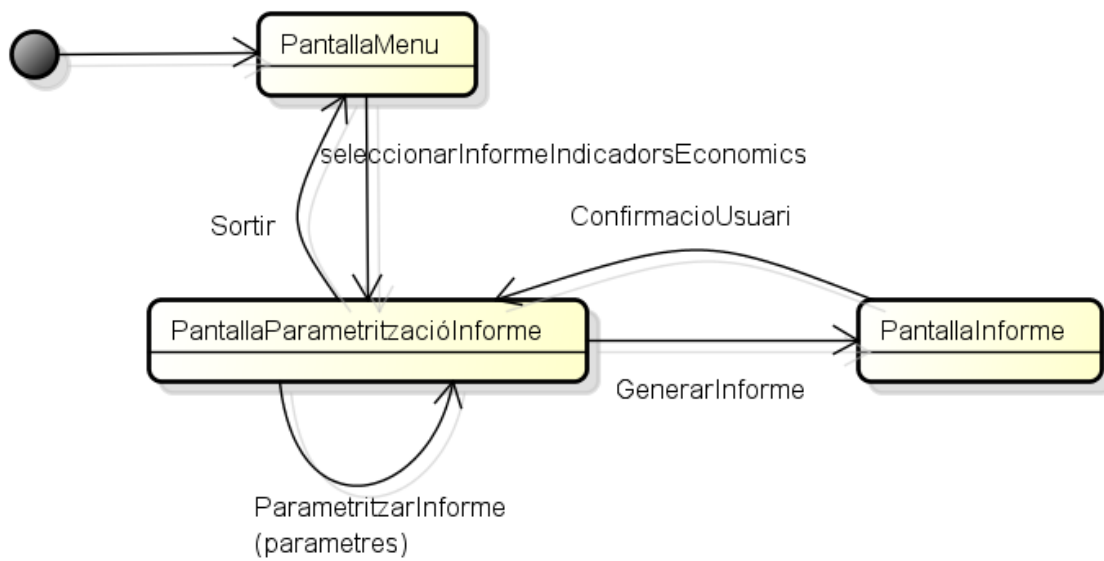 PantallaMenu
seleccionarInformeIndicadorsEconomics
ConfirmacioUsuari
Sortir
PantallaParametritzacióInforme
PantallaInforme
GenerarInforme
ParametritzarInforme
(parametres)